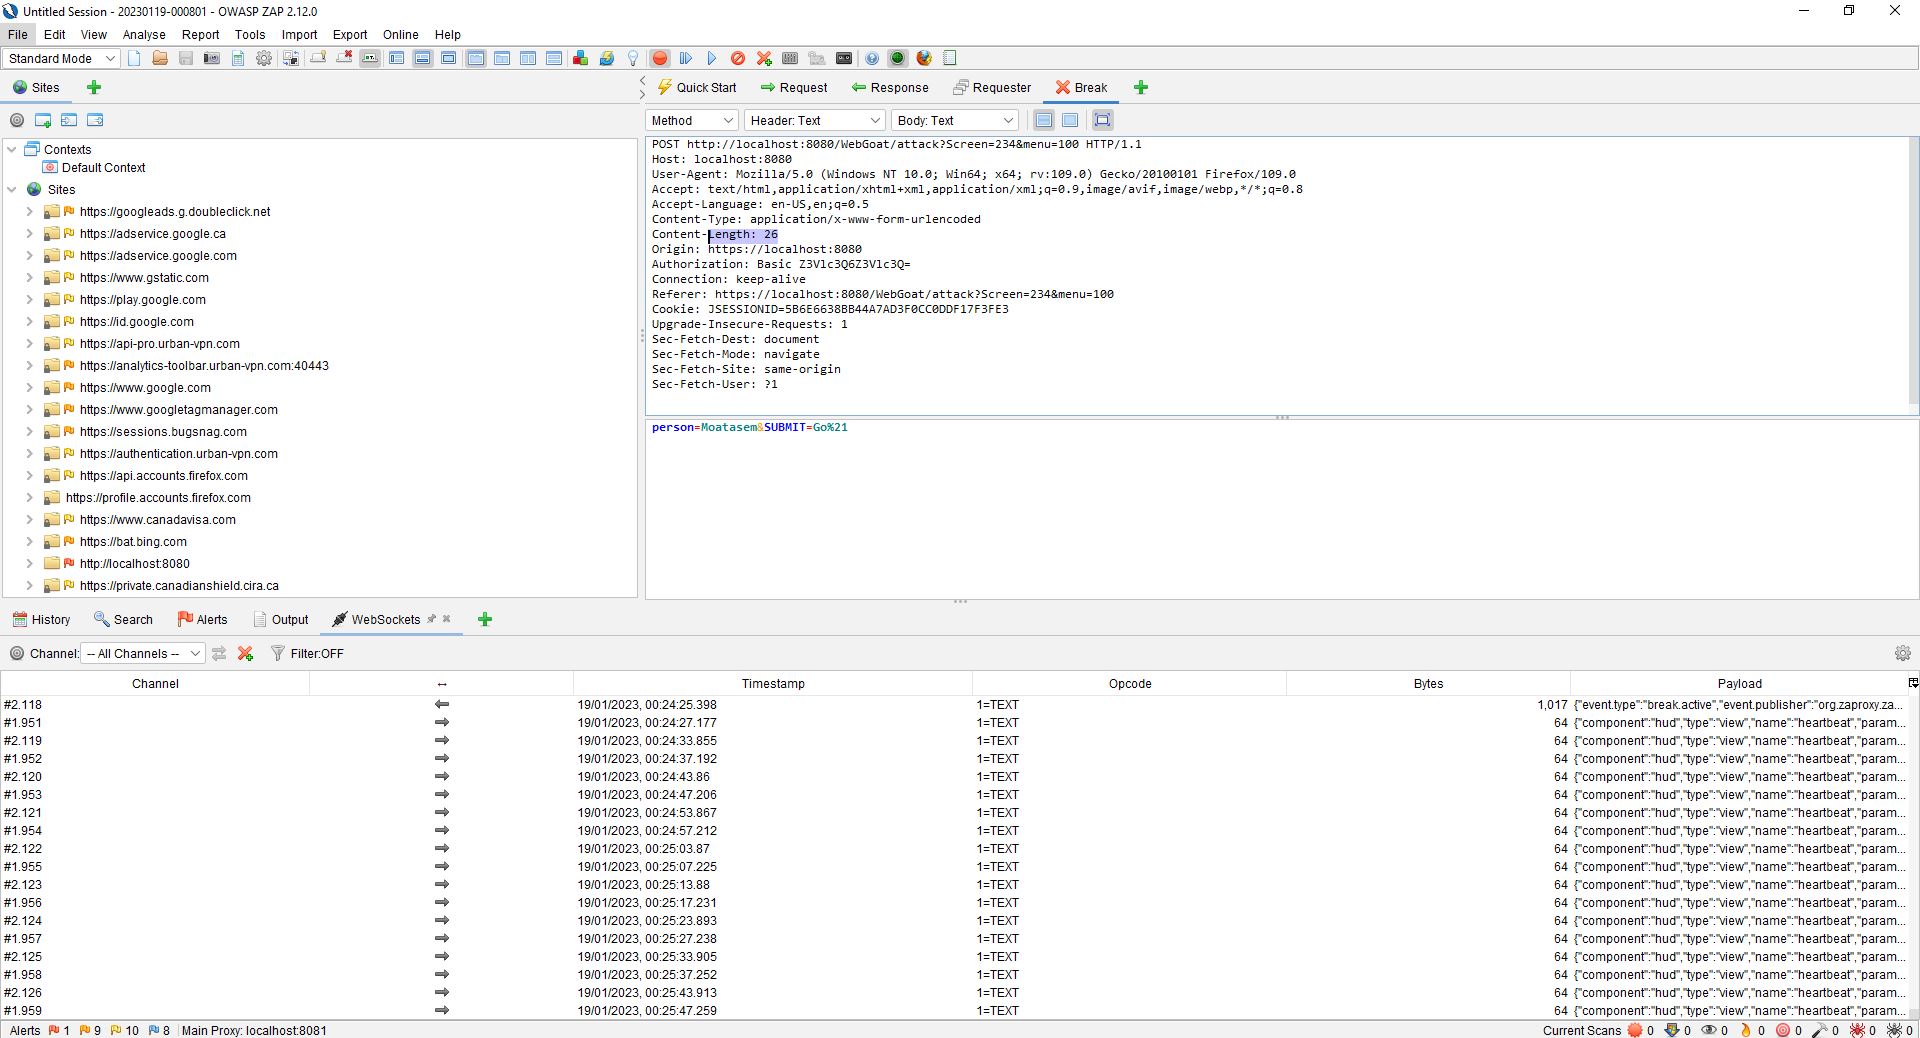 Untitled Session - 20230119-000801 - OWASP ZAP 2.12.0
File Edit View Analyse Report Tools Import Export Online Help
Standard Mode
Sites
Quick Start Request Response Requester Break
Method Header: Text Body: Text
Contexts
Default Context
Sites
https://googleads.g.doubleclick.net
https://adservice.google.ca
https://adservice.google.com
https://www.gstatic.com
https://play.google.com
https://id.google.com
https://api-pro.urban-vpn.com
https://analytics-toolbar.urban-vpn.com:40443
https://www.google.com
https://www.googletagmanager.com
https://sessions.bugsnag.com
https://authentication.urban-vpn.com
https://api.accounts.firefox.com
https://profile.accounts.firefox.com
https://www.canadavisa.com
https://bat.bing.com
http://localhost:8080
https://private.canadianshield.cira.ca
POST http://localhost:8080/WebGoat/attack?Screen=234&menu=100 HTTP/1.1
Host: localhost:8080
User-Agent: Mozilla/5.0 (Windows NT 10.0; Win64; x64; rv:109.0) Gecko/20100101 Firefox/109.0
Accept: text/html,application/xhtml+xml,application/xml;q=0.9,image/avif,image/webp,*/*;q=0.8
Accept-Language: en-US,en;q=0.5
Content-Type: application/x-www-form-urlencoded
Content-Length: 26
Origin: https://localhost:8080
Authorization: Basic Z3Vlc3Q6Z3Vlc3Q=
Connection: keep-alive
Referer: https://localhost:8080/WebGoat/attack?Screen=234&menu=100
Cookie: JSESSIONID=5B6E6638BB44A7AD3F0CC0DDF17F3FE3
Upgrade-Insecure-Requests: 1
Sec-Fetch-Dest: document
Sec-Fetch-Mode: navigate
Sec-Fetch-Site: same-origin
Sec-Fetch-User: ?1
person=Moatasem&SUBMIT=Go%21
History Search Alerts Output WebSockets
Channel: -- All Channels -- Filter:OFF
Channel Timestamp Opcode Bytes Payload
#2.118 19/01/2023, 00:24:25.398 1=TEXT 1,017 {"event.type":"break.active","event.publisher":"org.zaproxy.za...
#1.951 19/01/2023, 00:24:27.177 1=TEXT 64 {"component":"hud","type":"view","name":"heartbeat","param...
#2.119 19/01/2023, 00:24:33.855 1=TEXT 64 {"component":"hud","type":"view","name":"heartbeat","param...
#1.952 19/01/2023, 00:24:37.192 1=TEXT 64 {"component":"hud","type":"view","name":"heartbeat","param...
#2.120 19/01/2023, 00:24:43.86 1=TEXT 64 {"component":"hud","type":"view","name":"heartbeat","param...
#1.953 19/01/2023, 00:24:47.206 1=TEXT 64 {"component":"hud","type":"view","name":"heartbeat","param...
#2.121 19/01/2023, 00:24:53.867 1=TEXT 64 {"component":"hud","type":"view","name":"heartbeat","param...
#1.954 19/01/2023, 00:24:57.212 1=TEXT 64 {"component":"hud","type":"view","name":"heartbeat","param...
#2.122 19/01/2023, 00:25:03.87 1=TEXT 64 {"component":"hud","type":"view","name":"heartbeat","param...
#1.955 19/01/2023, 00:25:07.225 1=TEXT 64 {"component":"hud","type":"view","name":"heartbeat","param...
#2.123 19/01/2023, 00:25:13.88 1=TEXT 64 {"component":"hud","type":"view","name":"heartbeat","param...
#1.956 19/01/2023, 00:25:17.231 1=TEXT 64 {"component":"hud","type":"view","name":"heartbeat","param...
#2.124 19/01/2023, 00:25:23.893 1=TEXT 64 {"component":"hud","type":"view","name":"heartbeat","param...
#1.957 19/01/2023, 00:25:27.238 1=TEXT 64 {"component":"hud","type":"view","name":"heartbeat","param...
#2.125 19/01/2023, 00:25:33.905 1=TEXT 64 {"component":"hud","type":"view","name":"heartbeat","param...
#1.958 19/01/2023, 00:25:37.252 1=TEXT 64 {"component":"hud","type":"view","name":"heartbeat","param...
#2.126 19/01/2023, 00:25:43.913 1=TEXT 64 {"component":"hud","type":"view","name":"heartbeat","param...
#1.959 19/01/2023, 00:25:47.259 1=TEXT 64 {"component":"hud","type":"view","name":"heartbeat","param...
Alerts 1 9 10 8 Main Proxy: localhost:8081 Current Scans 0 0 0 0 0 0 0 0